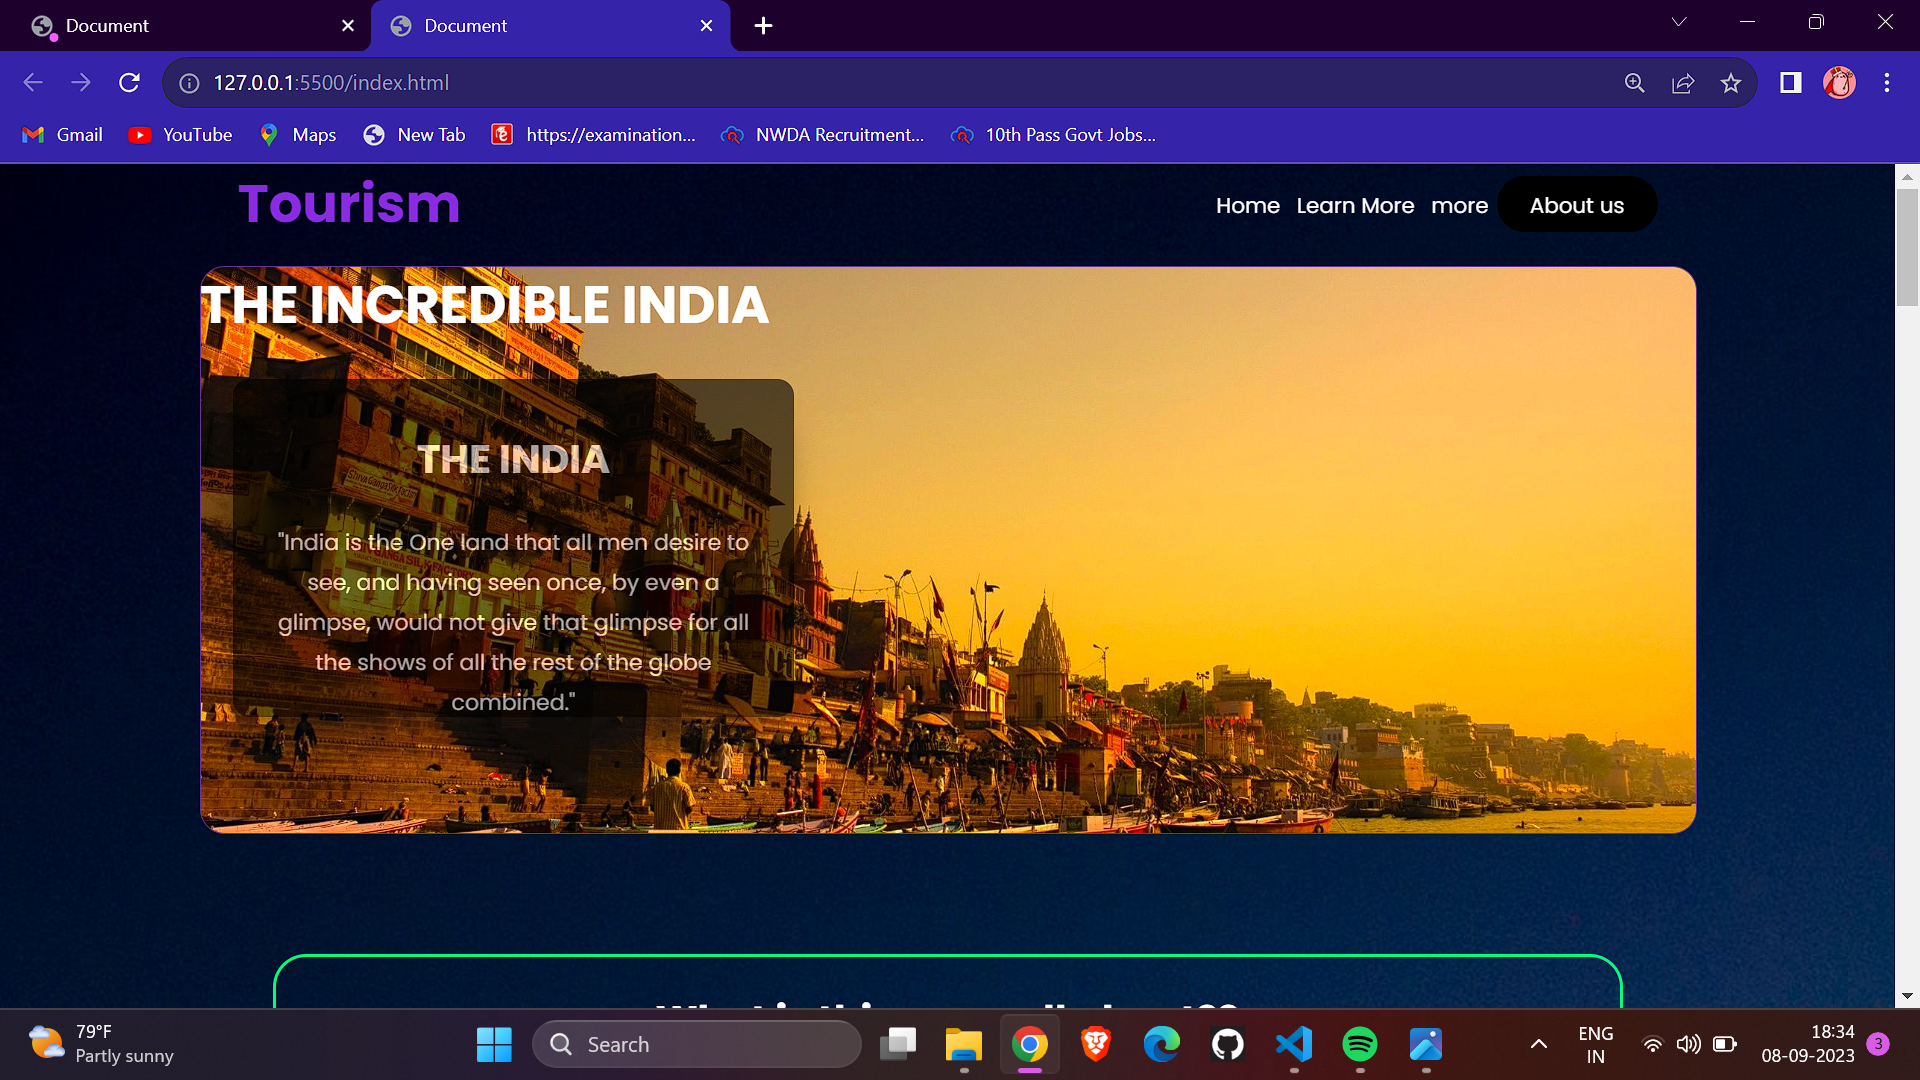 Document
Document
127.0.0.1:5500/index.html
Gmail
YouTube
Maps
New Tab
https://examination...
NWDA Recruitment...
10th Pass Govt Jobs...
Tourism
Home Learn More more About us
THE INCREDIBLE INDIA
THE INDIA
"India is the One land that all men desire to
see, and having seen once, by even a
glimpse, would not give that glimpse for all
the shows of all the rest of the globe
combined."
79°F
Partly sunny
Search
ENG
IN
18:34
08-09-2023
3